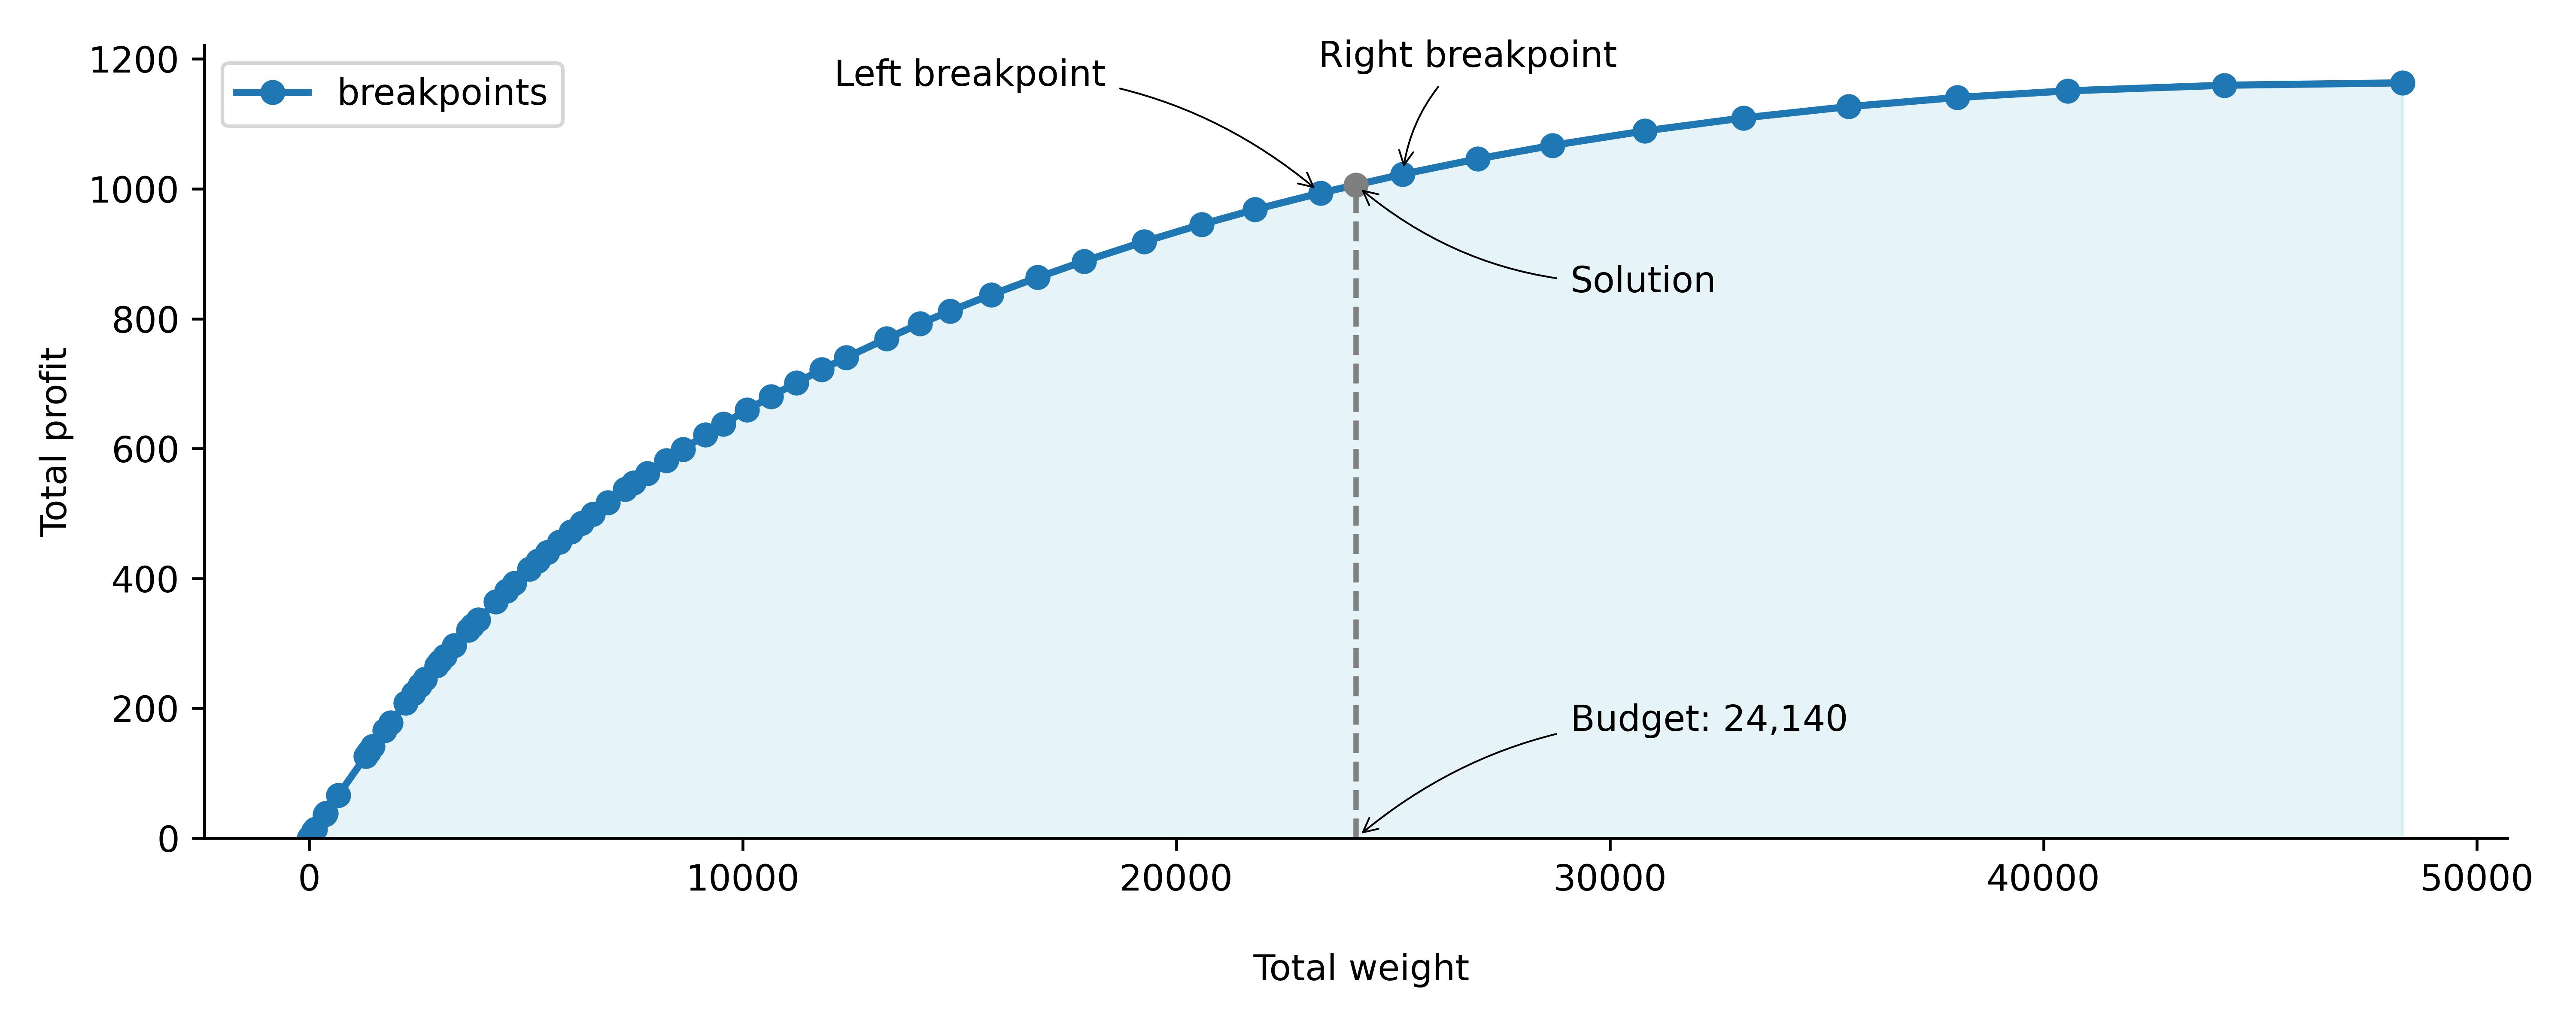 Right breakpoint
Left breakpoint
breakpoints
1200
1000
800
600
400
200
0
Total profit
Solution
Budget: 24,140
0 10000 20000 30000 40000 50000
Total weight